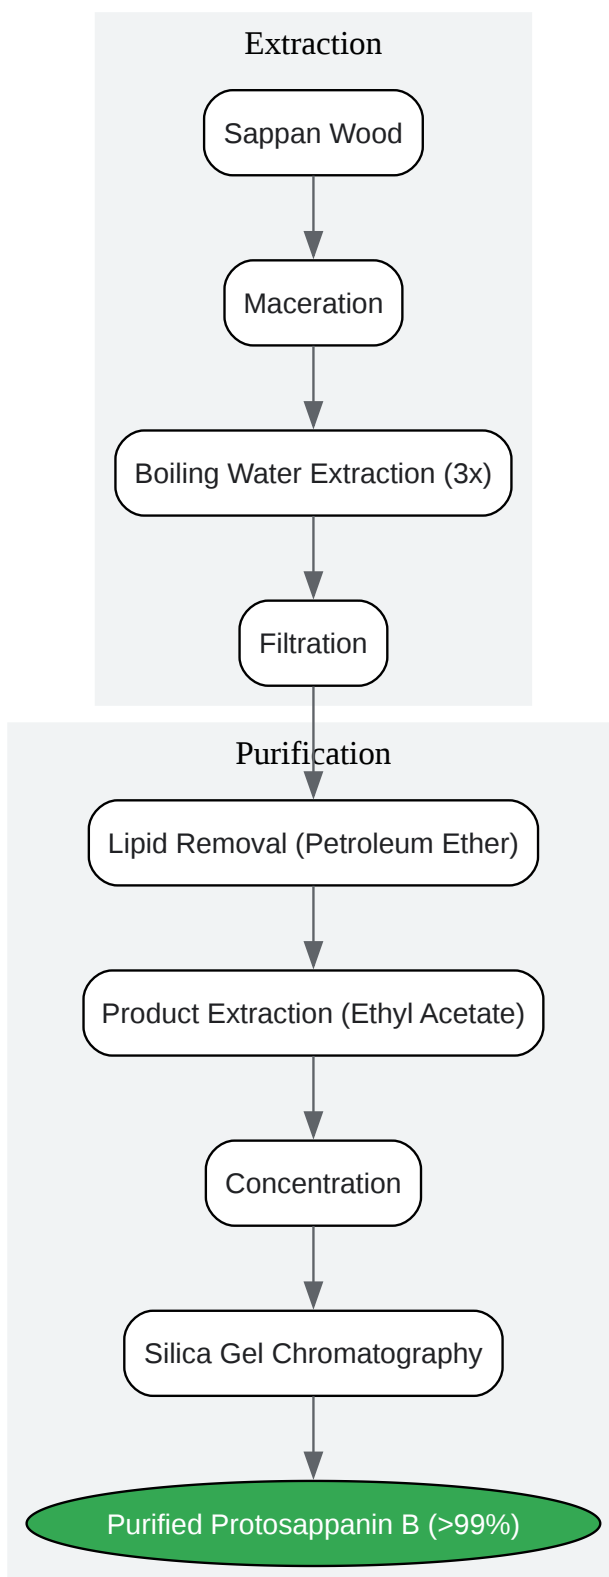 Extraction
Sappan Wood
Maceration
Boiling Water Extraction (3x)
Filtration
Purification
Lipid Removal (Petroleum Ether)
Product Extraction (Ethyl Acetate)
Concentration
Silica Gel Chromatography
Purified Protosappanin B (>99%)